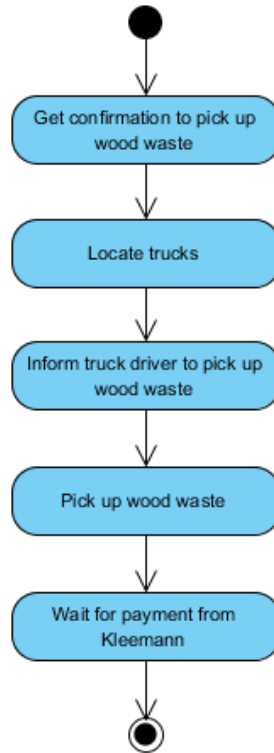 Get confirmation to pick up
wood waste
Locate trucks
Inform truck driver to pick up
wood waste
Pick up wood waste
Wait for payment from
Kleemann